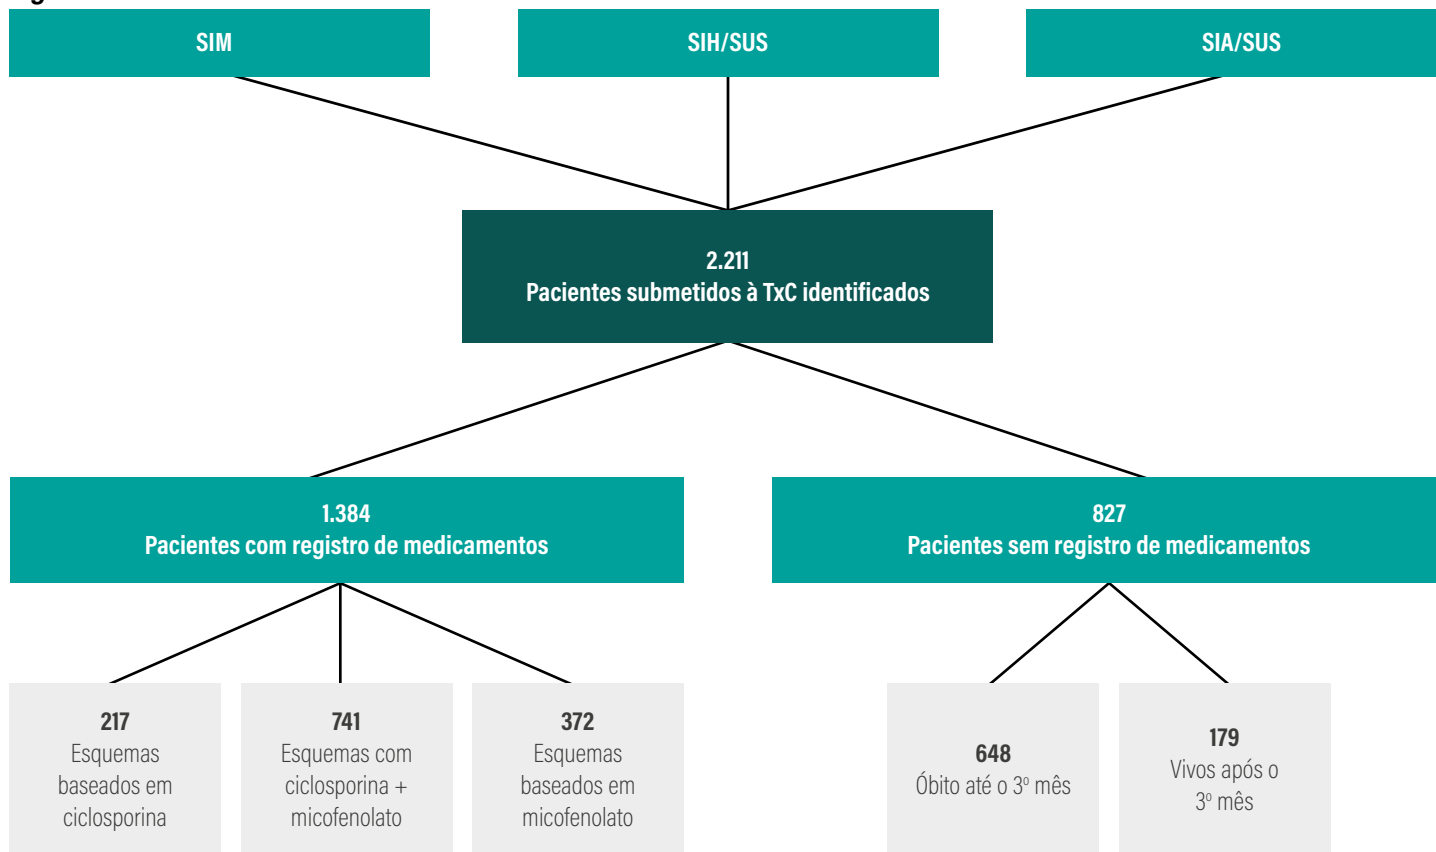 SIM
SIH/SUS
SIA/SUS
2.211
Pacientes submetidos à TxC identificados
1.384
Pacientes com registro de medicamentos
827
Pacientes sem registro de medicamentos
217
Esquemas
baseados em
ciclosporina
741
Esquemas com
ciclosporina +
micofenolato
372
Esquemas
baseados em
micofenolato
648
Óbito até o 3º mês
179
Vivos após o
3º mês